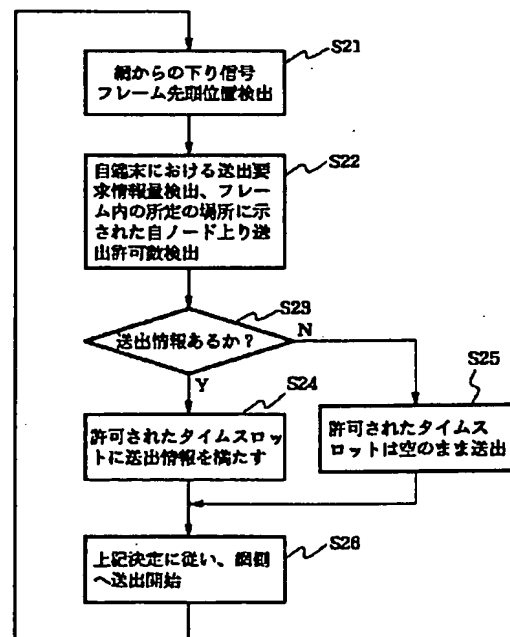 S21
網からの下り信号
フレーム先頭位置検出
S22
自端末における送出要
求情報量検出、フレー
ム内の所定の場所に示
された自ノード上り送
出許可数検出
S23
送出情報あるか？
N
Y
S24
許可されたタイムスロッ
トに送出情報を満たす
S25
許可されたタイムス
ロットは空のまま送出
S26
上記決定に従い、網側
へ送出開始